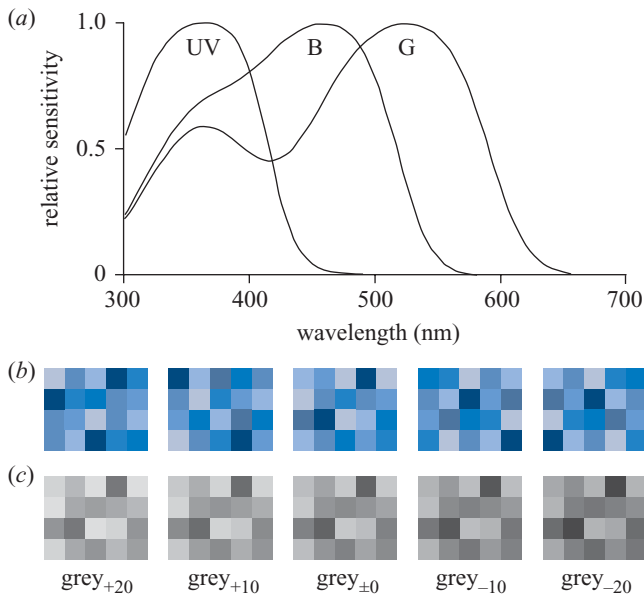 (a)
1.0
UV B G
relative sensitivity
0.5
0
300 400 500 600 700
wavelength (nm)
(b)
(c)
grey+20 grey+10 grey±0 grey−10 grey−20